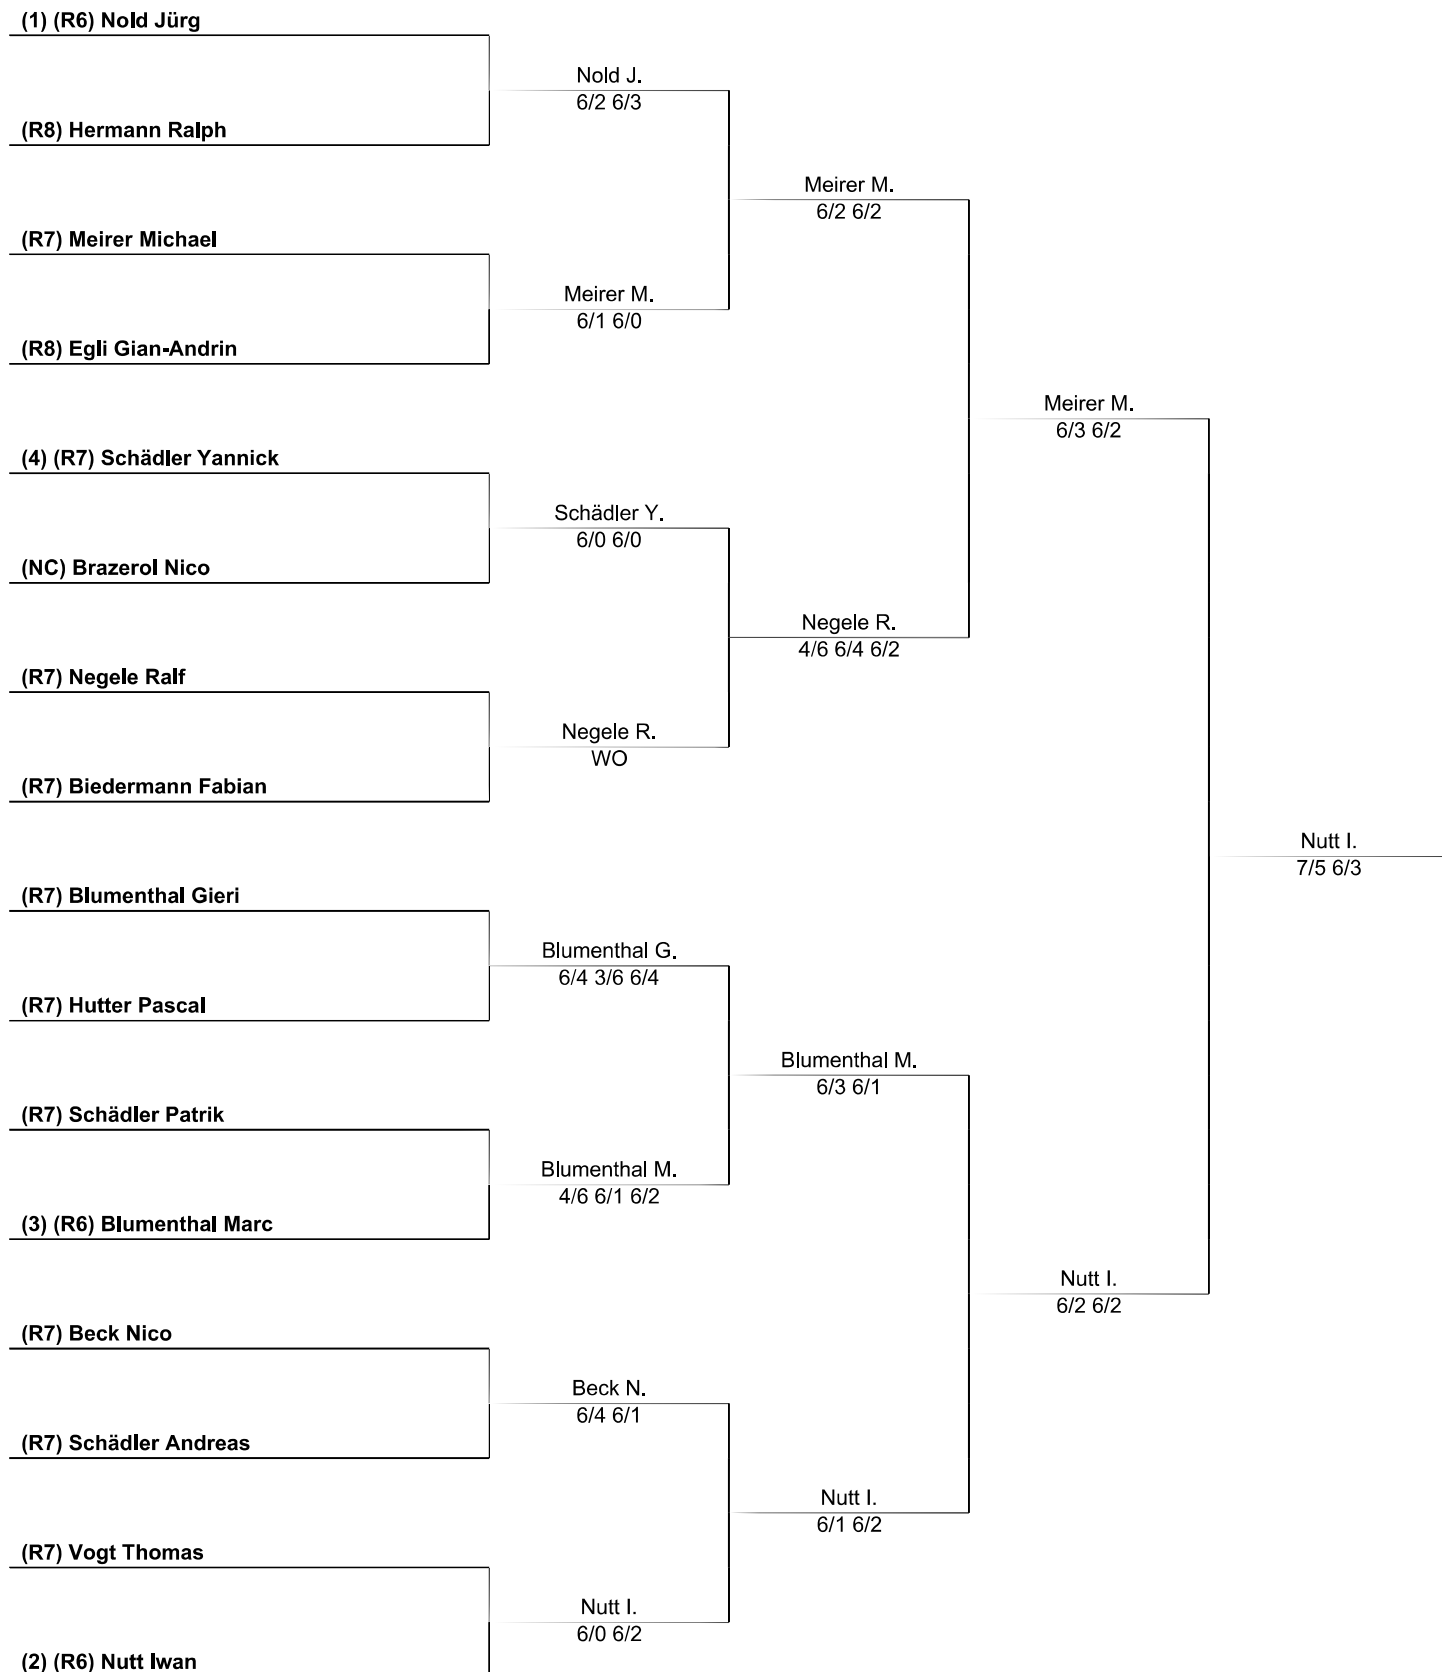 (1) (R6) Nold Jürg
Nold J.
6/2 6/3
(R8) Hermann Ralph
Meirer M.
6/2 6/2
(R7) Meirer Michael
Meirer M.
6/1 6/0
(R8) Egli Gian-Andrin
Meirer M.
6/3 6/2
(4) (R7) Schädler Yannick
Schädler Y.
6/0 6/0
(NC) Brazerol Nico
Negele R.
4/6 6/4 6/2
(R7) Negele Ralf
Negele R.
WO
(R7) Biedermann Fabian
Nutt I.
7/5 6/3
(R7) Blumenthal Gieri
Blumenthal G.
6/4 3/6 6/4
(R7) Hutter Pascal
Blumenthal M.
6/3 6/1
(R7) Schädler Patrik
Blumenthal M.
4/6 6/1 6/2
(3) (R6) Blumenthal Marc
Nutt I.
6/2 6/2
(R7) Beck Nico
Beck N.
6/4 6/1
(R7) Schädler Andreas
Nutt I.
6/1 6/2
(R7) Vogt Thomas
Nutt I.
6/0 6/2
(2) (R6) Nutt Iwan